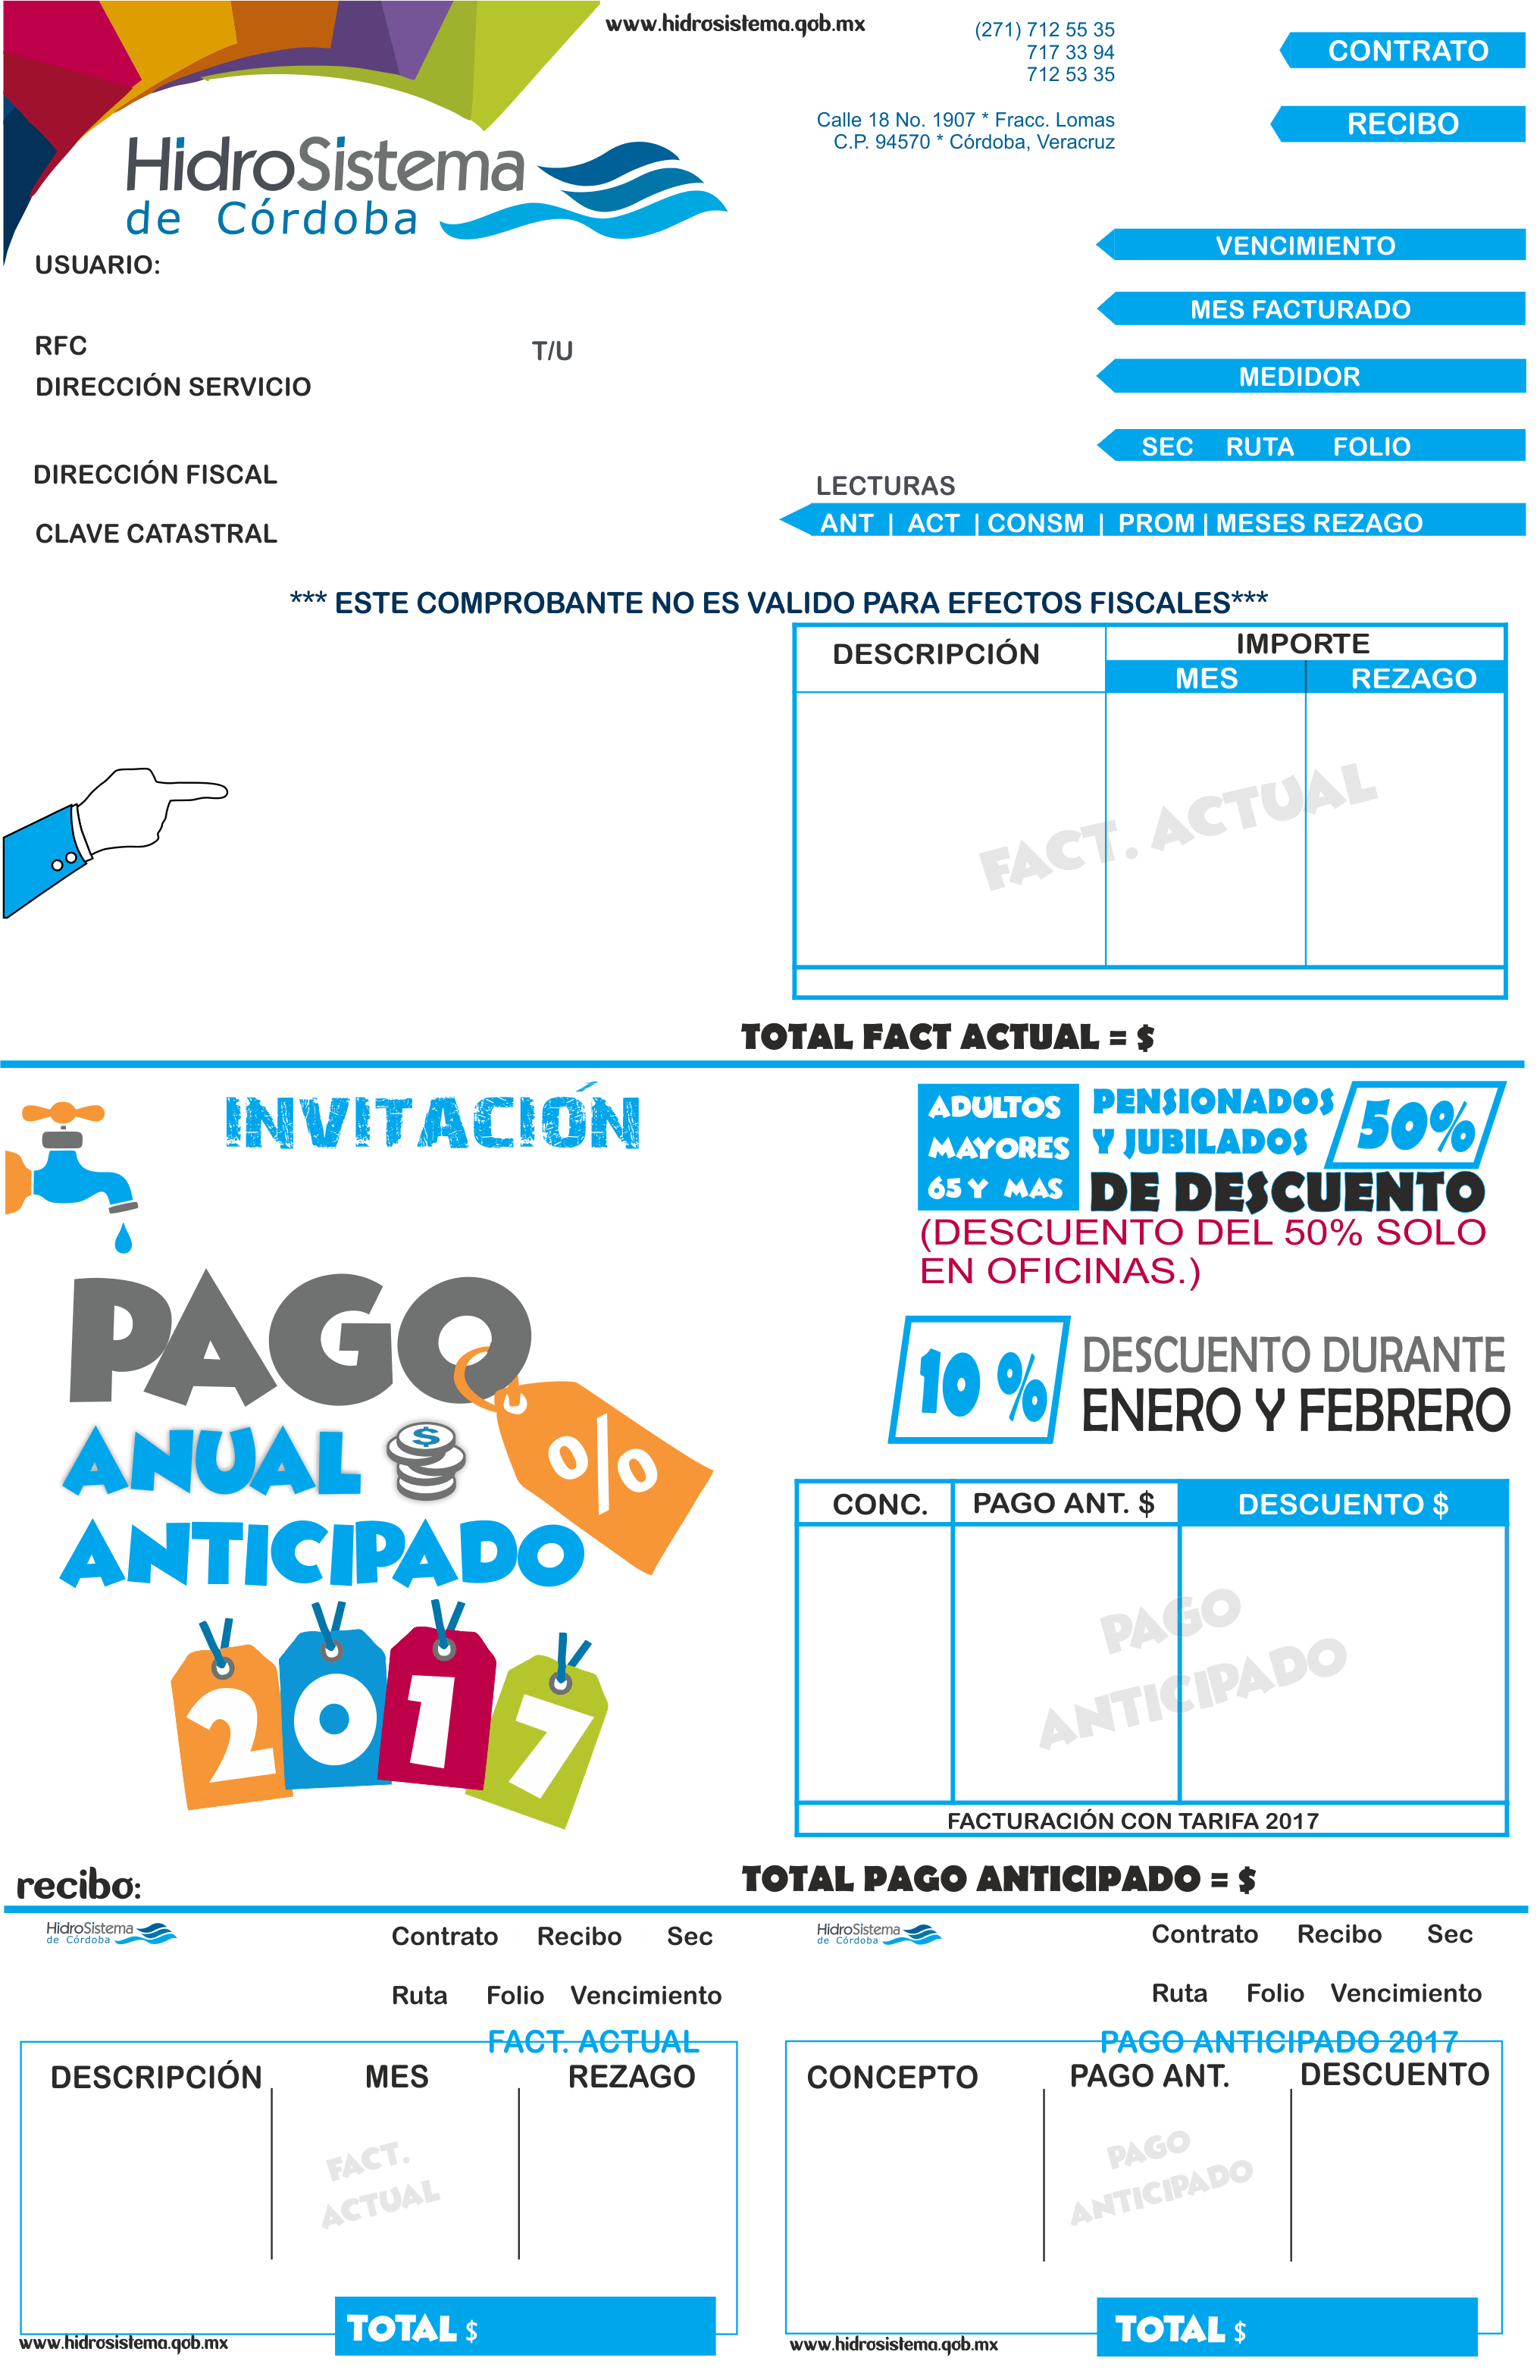 www.hidrosistema.gob.mx
(271) 712 55 35
717 33 94
712 53 35
Calle 18 No. 1907 * Fracc. Lomas
C.P. 94570 * Córdoba, Veracruz
CONTRATO
RECIBO
HidroSistema
de Córdoba
USUARIO:
VENCIMIENTO
MES FACTURADO
RFC
T/U
DIRECCIÓN SERVICIO
MEDIDOR
SEC RUTA FOLIO
DIRECCIÓN FISCAL
LECTURAS
CLAVE CATASTRAL
ANT | ACT | CONSM | PROM | MESES REZAGO
*** ESTE COMPROBANTE NO ES VALIDO PARA EFECTOS FISCALES***
DESCRIPCIÓN
IMPORTE
MES REZAGO
FACT. ACTUAL
TOTAL FACT ACTUAL = $
INVITACIÓN
PAGO
ANUAL
$
ANTICIPADO
%
2017
ADULTOS
MAYORES
65 Y MAS
PENSIONADOS
Y JUBILADOS
50%
DE DESCUENTO
(DESCUENTO DEL 50% SOLO
EN OFICINAS.)
10 %
DESCUENTO DURANTE
ENERO Y FEBRERO
CONC. PAGO ANT. $ DESCUENTO $
PAGO
ANTICIPADO
FACTURACIÓN CON TARIFA 2017
recibo:
TOTAL PAGO ANTICIPADO = $
HidroSistema
de Córdoba
Contrato Recibo Sec
Ruta Folio Vencimiento
FACT. ACTUAL
DESCRIPCIÓN MES REZAGO
FACT.
ACTUAL
TOTAL $
www.hidrosistema.gob.mx
HidroSistema
de Córdoba
Contrato Recibo Sec
Ruta Folio Vencimiento
PAGO ANTICIPADO 2017
CONCEPTO PAGO ANT. DESCUENTO
PAGO
ANTICIPADO
TOTAL $
www.hidrosistema.gob.mx